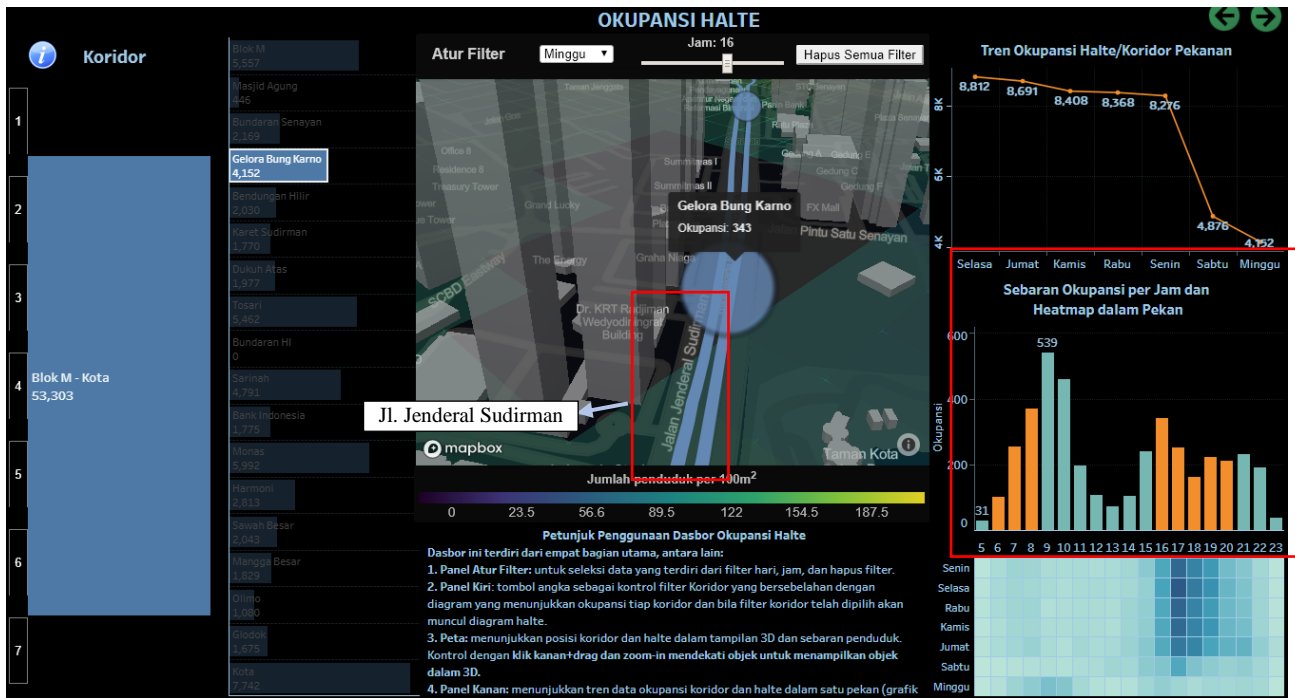 OKUPANSI HALTE
Koridor
1
2
3
4
5
6
7
Blok M - Kota
53,303
Blok M
5,557
Masjid Agung
446
Bundaran Senayan
2,169
Gelora Bung Karno
4,152
Bendungan Hilir
2,030
Karet Sudirman
1,770
Dukuh Atas
1,977
Tosari
5,462
Bundaran HI
0
Sarinah
4,791
Bank Indonesia
1,775
Monas
5,992
Harmoni
2,813
Sawah Besar
2,043
Mangga Besar
1,829
Olimo
1,080
Glodok
1,675
Kota
7,742
Atur Filter
Minggu
Jam: 16
Hapus Semua Filter
Taman Jenggala
Office 8
Residence 8
Treasury Tower
Grand Lucky
Summitmas I
Summitmas II
Ratu Plaza
Gedung A
Gedung E
Gedung C
Gedung F
FX Mall
Gelora Bung Karno
Okupansi: 343
Jalan Pintu Satu Senayan
The Energy
Graha Niaga
SCBD Eastway
Dr. KRT Radjiman
Wedyodiningrat
Building
Jalan Jenderal Sudirman
Jl. Jenderal Sudirman
Taman Kota
mapbox
Jumlah penduduk per 100m²
0 23.5 56.6 89.5 122 154.5 187.5
Petunjuk Penggunaan Dasbor Okupansi Halte
Dasbor ini terdiri dari empat bagian utama, antara lain:
1. Panel Atur Filter: untuk seleksi data yang terdiri dari filter hari, jam, dan hapus filter.
2. Panel Kiri: tombol angka sebagai kontrol filter Koridor yang bersebelahan dengan
diagram yang menunjukkan okupansi tiap koridor dan bila filter koridor telah dipilih akan
muncul diagram halte.
3. Peta: menunjukkan posisi koridor dan halte dalam tampilan 3D dan sebaran penduduk.
Kontrol dengan klik kanan+drag dan zoom-in mendekati objek untuk menampilkan objek
dalam 3D.
4. Panel Kanan: menunjukkan tren data okupansi koridor dan halte dalam satu pekan (grafik
Tren Okupansi Halte/Koridor Pekanan
8K
6K
4K
8,812 8,691 8,408 8,368 8,276 4,876 4,152
Selasa Jumat Kamis Rabu Senin Sabtu Minggu
Sebaran Okupansi per Jam dan
Heatmap dalam Pekan
Okupansi
600
400
200
0
539
31
5 6 7 8 9 10 11 12 13 14 15 16 17 18 19 20 21 22 23
Senin
Selasa
Rabu
Kamis
Jumat
Sabtu
Minggu